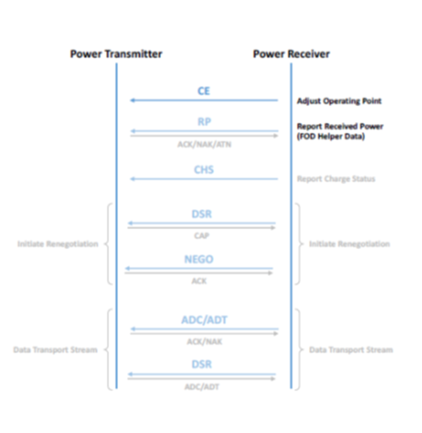 Power Transmitter Power Receiver
CE
Adjust Operating Point
RP
Report Received Power
(FOD Helper Data)
ACK/NAK/ATN
CHS
Report Charge Status
DSR
CAP
Initiate Renegotiation Initiate Renegotiation
NEGO
ACK
ADC/ADT
ACK/NAK
Data Transport Stream Data Transport Stream
DSR
ADC/ADT